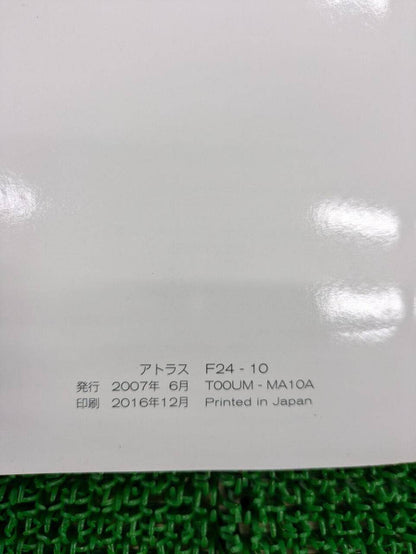 アトラス F24 - 10
発行 2007年 6月 T00UM - MA10A
印刷 2016年12月 Printed in Japan